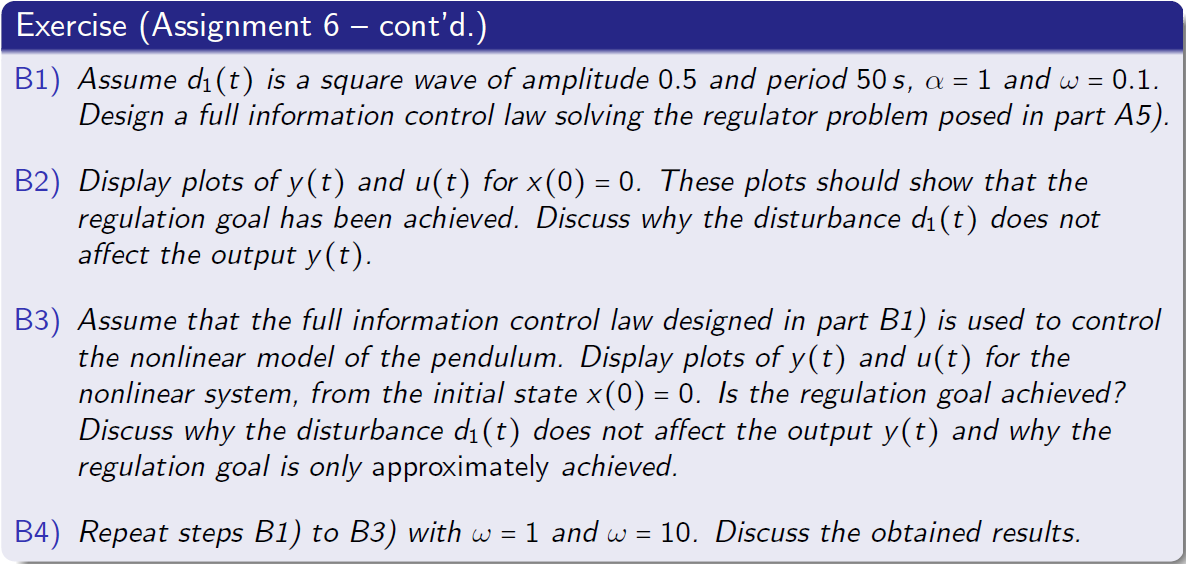 Exercise (Assignment 6 – cont'd.)
B1) Assume d₁(t) is a square wave of amplitude 0.5 and period 50 s, α = 1 and ω = 0.1.
Design a full information control law solving the regulator problem posed in part A5).
B2) Display plots of y(t) and u(t) for x(0) = 0. These plots should show that the
regulation goal has been achieved. Discuss why the disturbance d₁(t) does not
affect the output y(t).
B3) Assume that the full information control law designed in part B1) is used to control
the nonlinear model of the pendulum. Display plots of y(t) and u(t) for the
nonlinear system, from the initial state x(0) = 0. Is the regulation goal achieved?
Discuss why the disturbance d₁(t) does not affect the output y(t) and why the
regulation goal is only approximately achieved.
B4) Repeat steps B1) to B3) with ω = 1 and ω = 10. Discuss the obtained results.